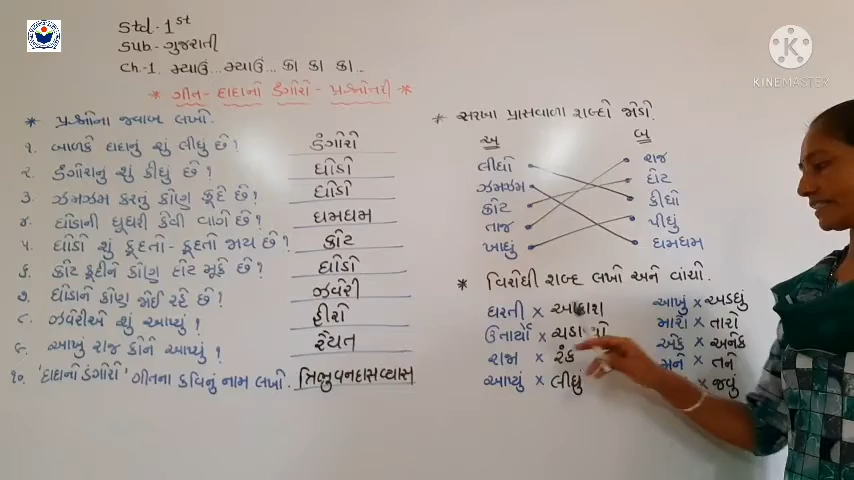 Std - 1st
Sub - ગુજરાતી
Ch-1. મ્યાઉં... મ્યાઉં... કા કા કા..
* ગીત - દાદાનો ડંગોરો - પ્રશ્નોતરી *
* પ્રશ્નોના જવાબ લખો.
૧. બાળકે દાદાનું શું લીધું છે? ડંગોરો
૨. ડંગોરાનું શું કીધું છે? ઘોડો
૩. ઝમઝમ કરતું કોણ કૂદે છે? ઘોડો
૪. ઘોડાની ઘુઘરી કેવી વાગે છે? ઘમઘમ
૫. ઘોડો શું કૂદતો - કૂદતો જાય છે? કોટ
૬. કોટ કૂદીને કોણ દોટ મૂકે છે? ઘોડો
૭. ઘોડાને કોણ જોઈ રહે છે? ઝવેરી
૮. ઝવેરીએ શું આપ્યું? હીરો
૯. આખુ રાજ કોને આપ્યું? રૈયત
૧૦. 'દાદાનો ડંગોરો' ગીતના કવિનું નામ લખો. ત્રિભુવનદાસ વ્યાસ
* સરખા પ્રાસવાળા શબ્દો જોડો.
અ બ
લીધો રાજ
ઝમઝમ દોટ
કોટ કીધો
તાજ પીધું
ખાધું ઘમઘમ
* વિરોધી શબ્દ લખો અને વાંચો.
ધરતી × આકાશ આખું × અડધું
ઉતાર્યો × મારો × તારો
રાજા × રંક એક × અનેક
આપ્યું × લીધું મને × તને
× જવું
KINEMASTER